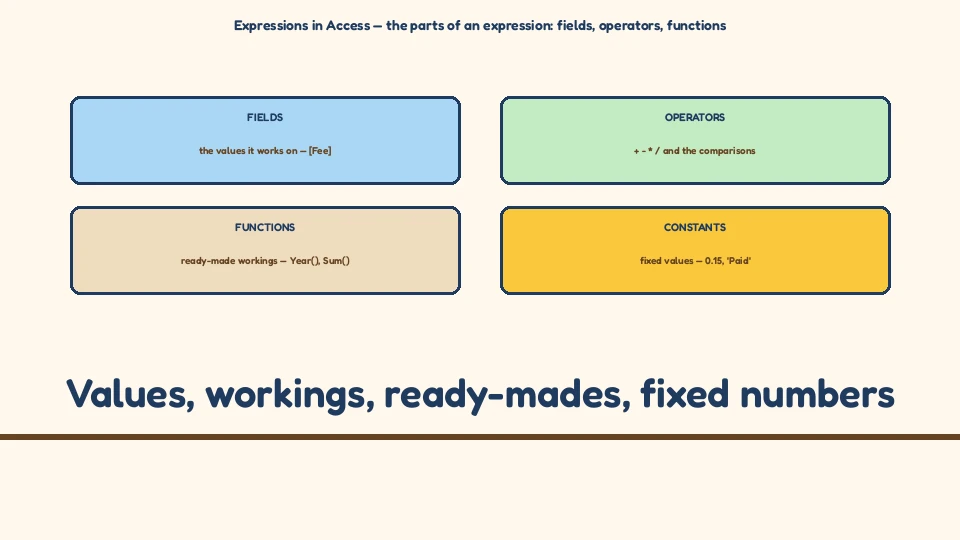 Expressions in Access — the parts of an expression: fields, operators, functions
FIELDS
the values it works on — [Fee]
OPERATORS
+ - * / and the comparisons
FUNCTIONS
ready-made workings — Year(), Sum()
CONSTANTS
fixed values — 0.15, 'Paid'
Values, workings, ready-mades, fixed numbers